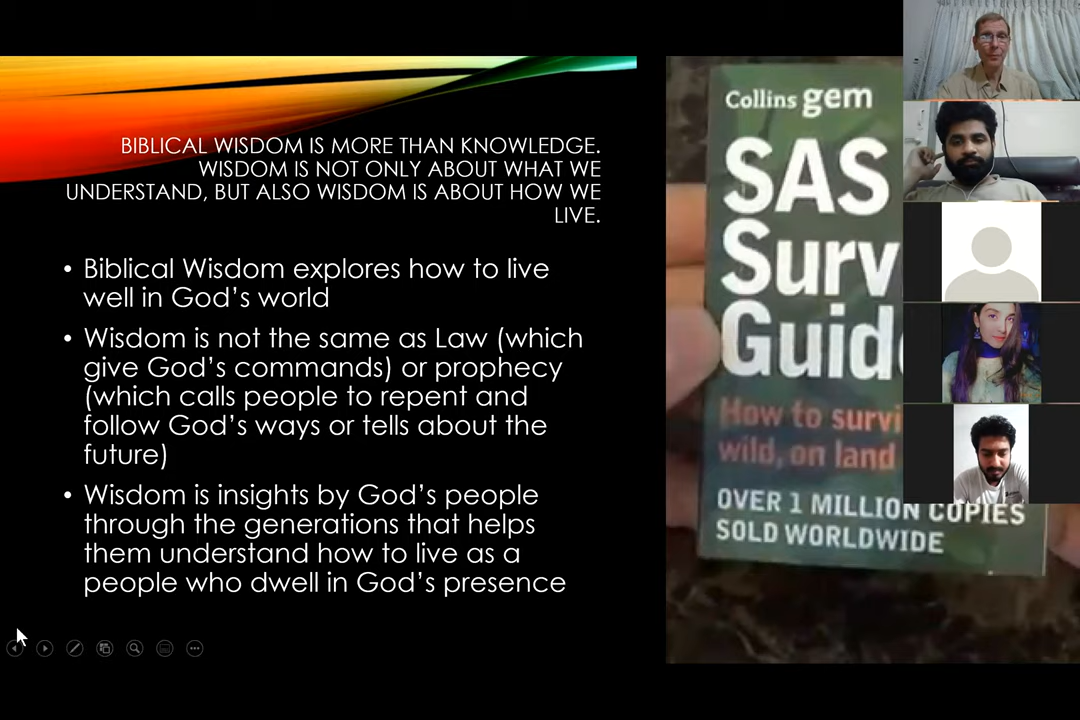 BIBLICAL WISDOM IS MORE THAN KNOWLEDGE.
WISDOM IS NOT ONLY ABOUT WHAT WE
UNDERSTAND, BUT ALSO WISDOM IS ABOUT HOW WE
LIVE.
• Biblical Wisdom explores how to live
well in God's world
• Wisdom is not the same as Law (which
give God's commands) or prophecy
(which calls people to repent and
follow God's ways or tells about the
future)
• Wisdom is insights by God's people
through the generations that helps
them understand how to live as a
people who dwell in God's presence
Collins gem
SAS
Surv
Guid
How to survi
wild, on land
OVER 1 MILLION COPIES
SOLD WORLDWIDE